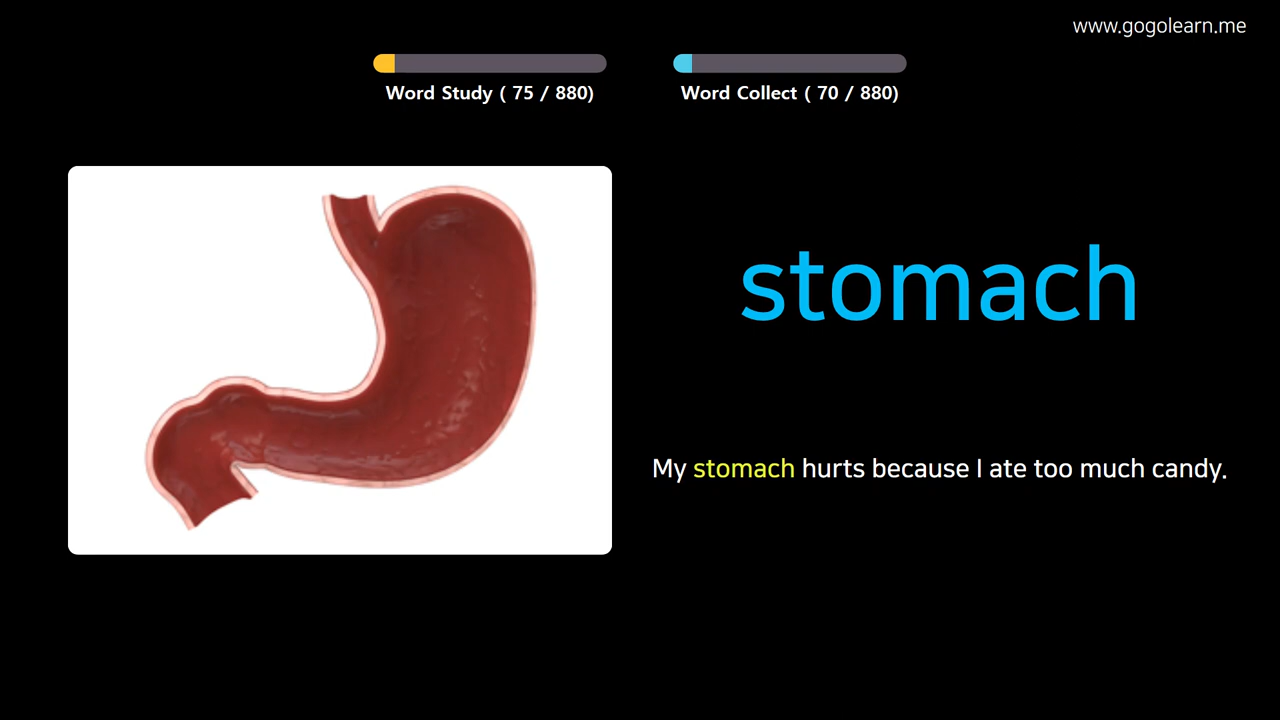 www.gogolearn.me
Word Study ( 75 / 880)
Word Collect ( 70 / 880)
stomach
My stomach hurts because I ate too much candy.